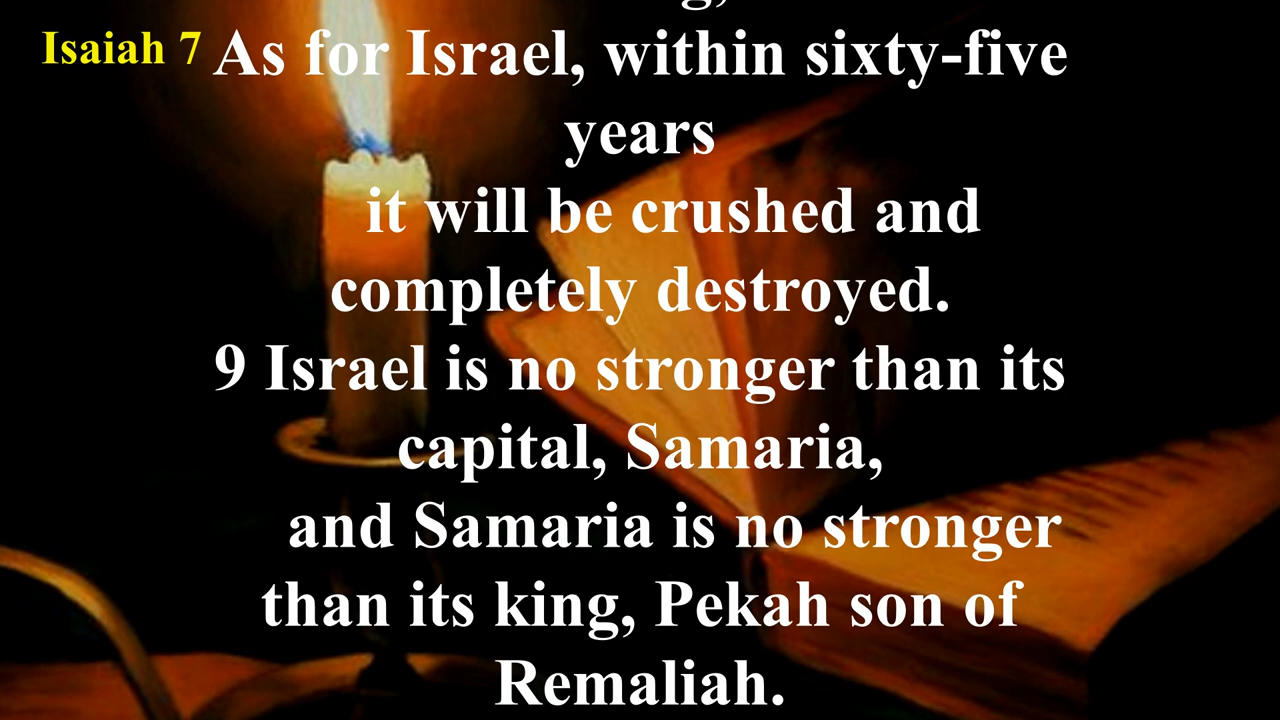 Isaiah 7
As for Israel, within sixty-five
years
it will be crushed and
completely destroyed.
9 Israel is no stronger than its
capital, Samaria,
and Samaria is no stronger
than its king, Pekah son of
Remaliah.